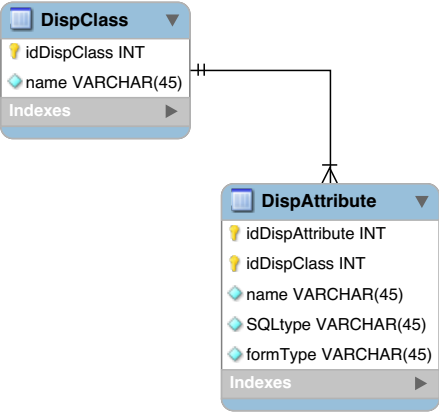 DispClass
idDispClass INT
name VARCHAR(45)
Indexes
DispAttribute
idDispAttribute INT
idDispClass INT
name VARCHAR(45)
SQLtype VARCHAR(45)
formType VARCHAR(45)
Indexes